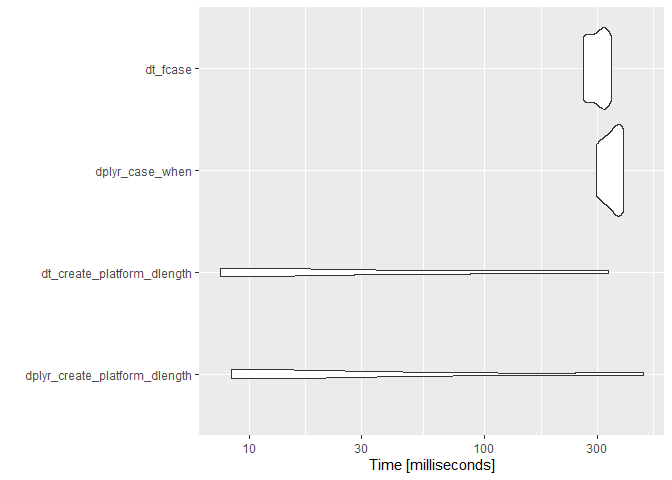 dt_fcase
dplyr_case_when
dt_create_platform_dlength
dplyr_create_platform_dlength
10 30 100 300
Time [milliseconds]